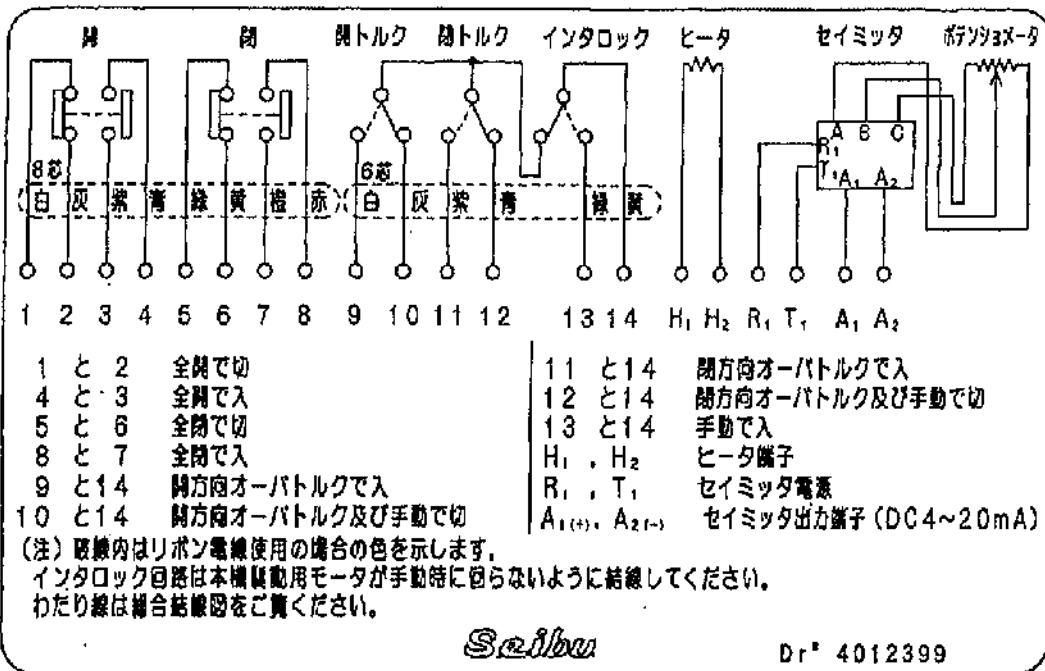 開 閉 開トルク 閉トルク インタロック ヒータ セイミッタ ポテンショメータ
A B C
R₁
T₁ A₁ A₂
8芯 6芯
白 灰 紫 青 緑 黄 橙 赤 白 灰 紫 青 緑 黄
1 2 3 4 5 6 7 8 9 10 11 12 13 14 H₁ H₂ R₁ T₁ A₁ A₂
1 と 2 全開で切
4 と 3 全開で入
5 と 6 全閉で切
8 と 7 全閉で入
9 と14 開方向オーバトルクで入
10 と14 開方向オーバトルク及び手動で切
11 と14 閉方向オーバトルクで入
12 と14 閉方向オーバトルク及び手動で切
13 と14 手動で入
H₁ , H₂ ヒータ端子
R₁ , T₁ セイミッタ電源
A₁(+), A₂(-) セイミッタ出力端子(DC4~20mA)
(注) 破線内はリボン電線使用の場合の色を示します。
インタロック回路は本機駆動用モータが手動時に回らないように結線してください。
わたり線は総合結線図をご覧ください。
Seibu
Dr* 4012399